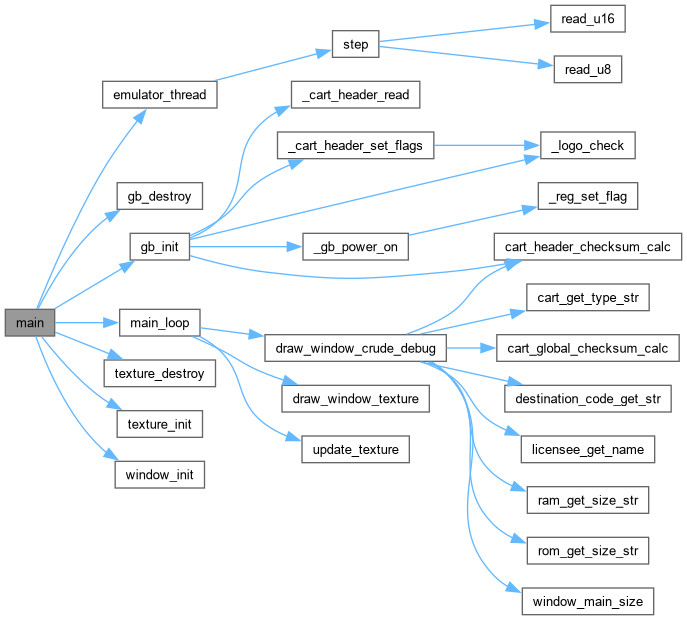 main
emulator_thread
gb_destroy
gb_init
main_loop
texture_destroy
texture_init
window_init
step
_cart_header_read
_cart_header_set_flags
_gb_power_on
draw_window_crude_debug
draw_window_texture
update_texture
read_u16
read_u8
_logo_check
_reg_set_flag
cart_header_checksum_calc
cart_get_type_str
cart_global_checksum_calc
destination_code_get_str
licensee_get_name
ram_get_size_str
rom_get_size_str
window_main_size